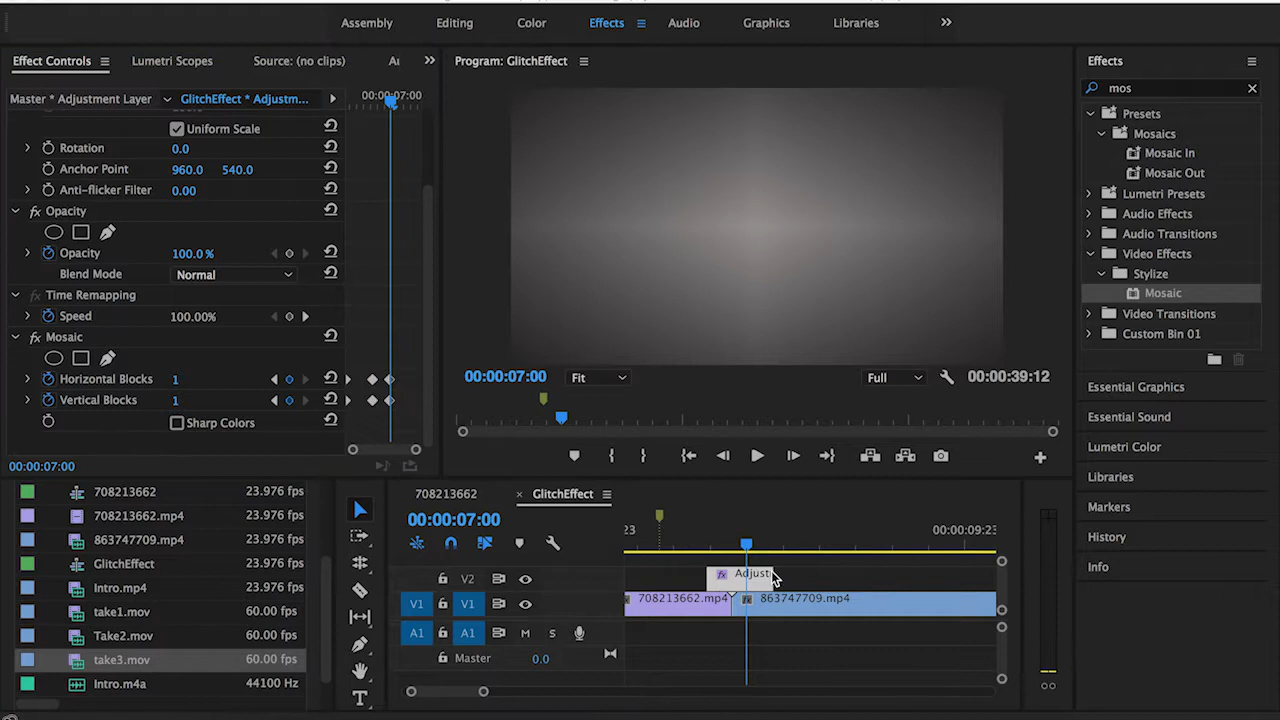 Assembly Editing Color Effects Audio Graphics Libraries
Effect Controls Lumetri Scopes Source: (no clips)
Master * Adjustment Layer GlitchEffect * Adjustm... 00:00:07:00
Uniform Scale
Rotation 0.0
Anchor Point 960.0 540.0
Anti-flicker Filter 0.00
fx Opacity
Opacity 100.0 %
Blend Mode Normal
fx Time Remapping
Speed 100.00%
fx Mosaic
Horizontal Blocks 1
Vertical Blocks 1
Sharp Colors
00:00:07:00
Program: GlitchEffect
00:00:07:00 Fit Full 00:00:39:12
Effects
mos
Presets
Mosaics
Mosaic In
Mosaic Out
Lumetri Presets
Audio Effects
Audio Transitions
Video Effects
Stylize
Mosaic
Video Transitions
Custom Bin 01
Essential Graphics
Essential Sound
Lumetri Color
Libraries
Markers
History
Info
708213662 23.976 fps
708213662.mp4 23.976 fps
863747709.mp4 23.976 fps
GlitchEffect 23.976 fps
Intro.mp4 23.976 fps
take1.mov 60.00 fps
Take2.mov 60.00 fps
take3.mov 60.00 fps
Intro.m4a 44100 Hz
708213662 × GlitchEffect
00:00:07:00 23 00:00:09:23
V2 fx Adjust
V1 V1 708213662.mp4 fx 863747709.mp4
A1 A1 M S
Master 0.0